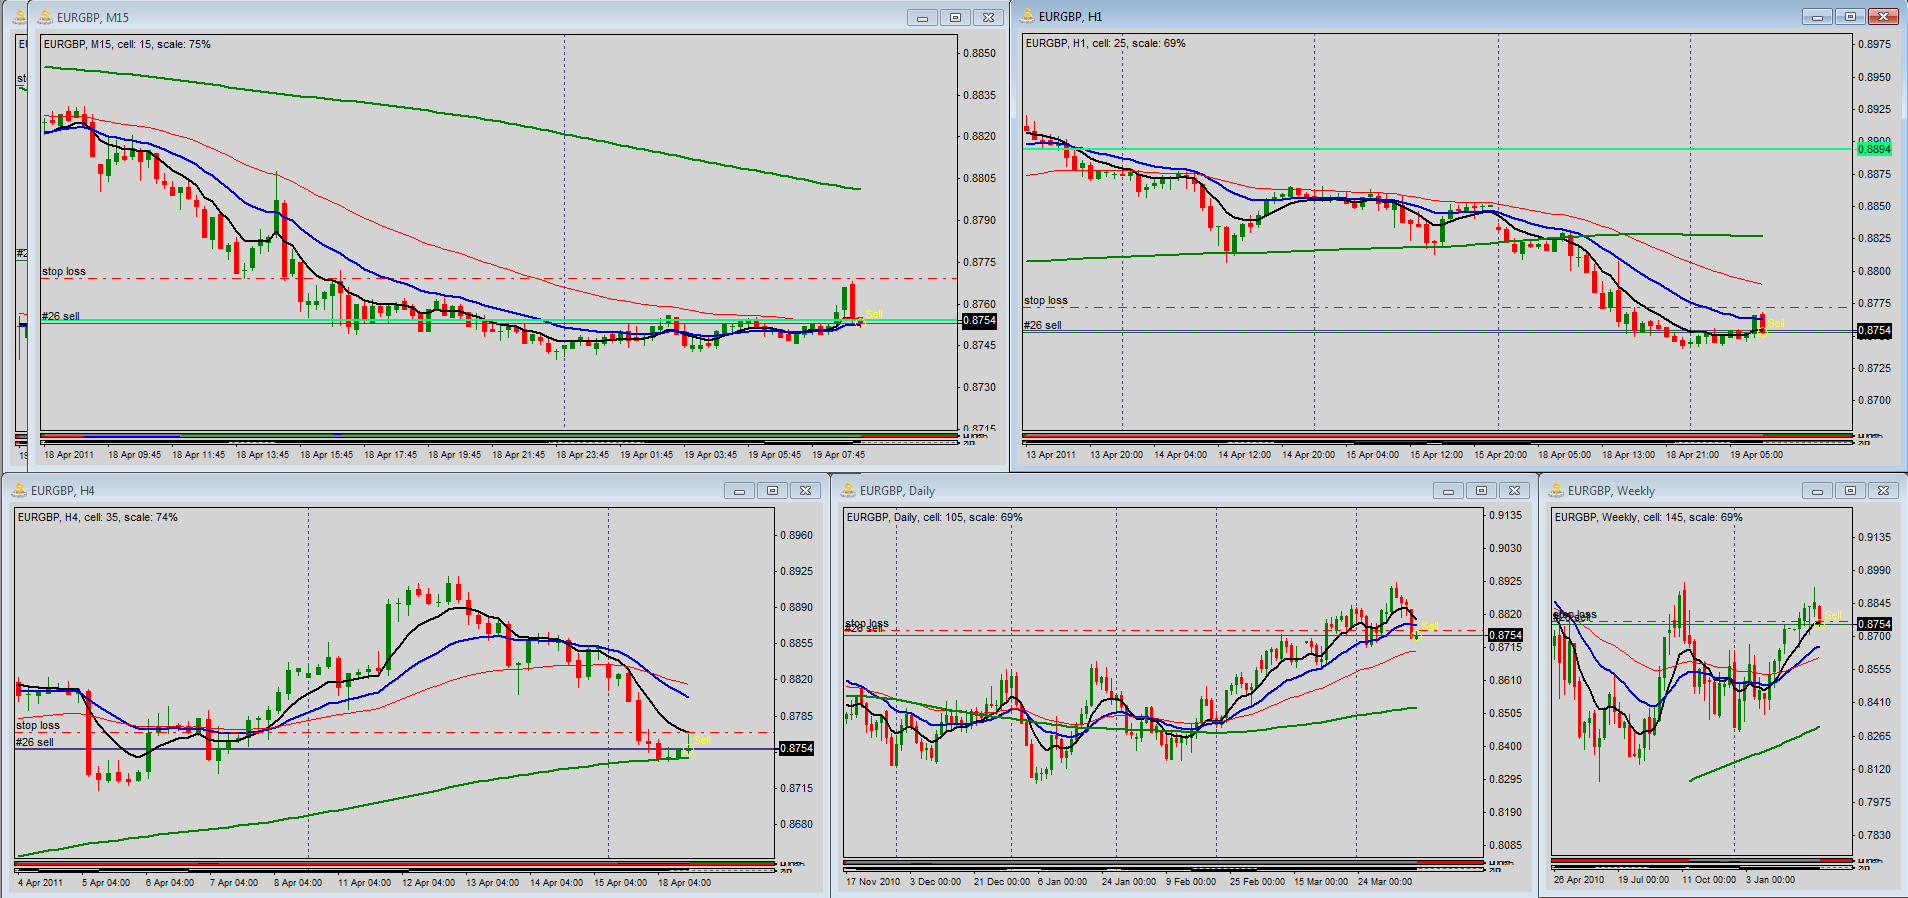 EURGBP, M15
EURGBP, M15, cell: 15, scale: 75%
0.8850
0.8835
0.8820
0.8805
0.8790
0.8775
stop loss
0.8760
#26 sell
Sell
0.8754
0.8745
0.8730
0.8715
18 Apr 2011 18 Apr 09:45 18 Apr 11:45 18 Apr 13:45 18 Apr 15:45 18 Apr 17:45 18 Apr 19:45 18 Apr 21:45 18 Apr 23:45 19 Apr 01:45 19 Apr 03:45 19 Apr 05:45 19 Apr 07:45
EURGBP, H1
EURGBP, H1, cell: 25, scale: 69%
0.8975
0.8950
0.8925
0.8900
0.8894
0.8875
0.8850
0.8825
0.8800
stop loss
0.8775
#26 sell
Sell
0.8754
0.8725
0.8700
13 Apr 2011 13 Apr 20:00 14 Apr 04:00 14 Apr 12:00 14 Apr 20:00 15 Apr 04:00 15 Apr 12:00 15 Apr 20:00 18 Apr 05:00 18 Apr 13:00 18 Apr 21:00 19 Apr 05:00
EURGBP, H4
EURGBP, H4, cell: 35, scale: 74%
0.8960
0.8925
0.8890
0.8855
0.8820
0.8785
stop loss
#26 sell
Sell
0.8754
0.8715
0.8680
4 Apr 2011 5 Apr 04:00 6 Apr 04:00 7 Apr 04:00 8 Apr 04:00 11 Apr 04:00 12 Apr 04:00 13 Apr 04:00 14 Apr 04:00 15 Apr 04:00 18 Apr 04:00
EURGBP, Daily
EURGBP, Daily, cell: 105, scale: 69%
0.9135
0.9030
0.8925
0.8820
stop loss
#26 sell
Sell
0.8754
0.8715
0.8610
0.8505
0.8400
0.8295
0.8190
0.8085
17 Nov 2010 3 Dec 00:00 21 Dec 00:00 6 Jan 00:00 24 Jan 00:00 9 Feb 00:00 25 Feb 00:00 15 Mar 00:00 24 Mar 00:00
EURGBP, Weekly
EURGBP, Weekly, cell: 145, scale: 69%
0.9135
0.8990
0.8845
stop loss
#26 sell
Sell
0.8754
0.8700
0.8555
0.8410
0.8265
0.8120
0.7975
0.7830
26 Apr 2010 19 Jul 00:00 11 Oct 00:00 3 Jan 00:00